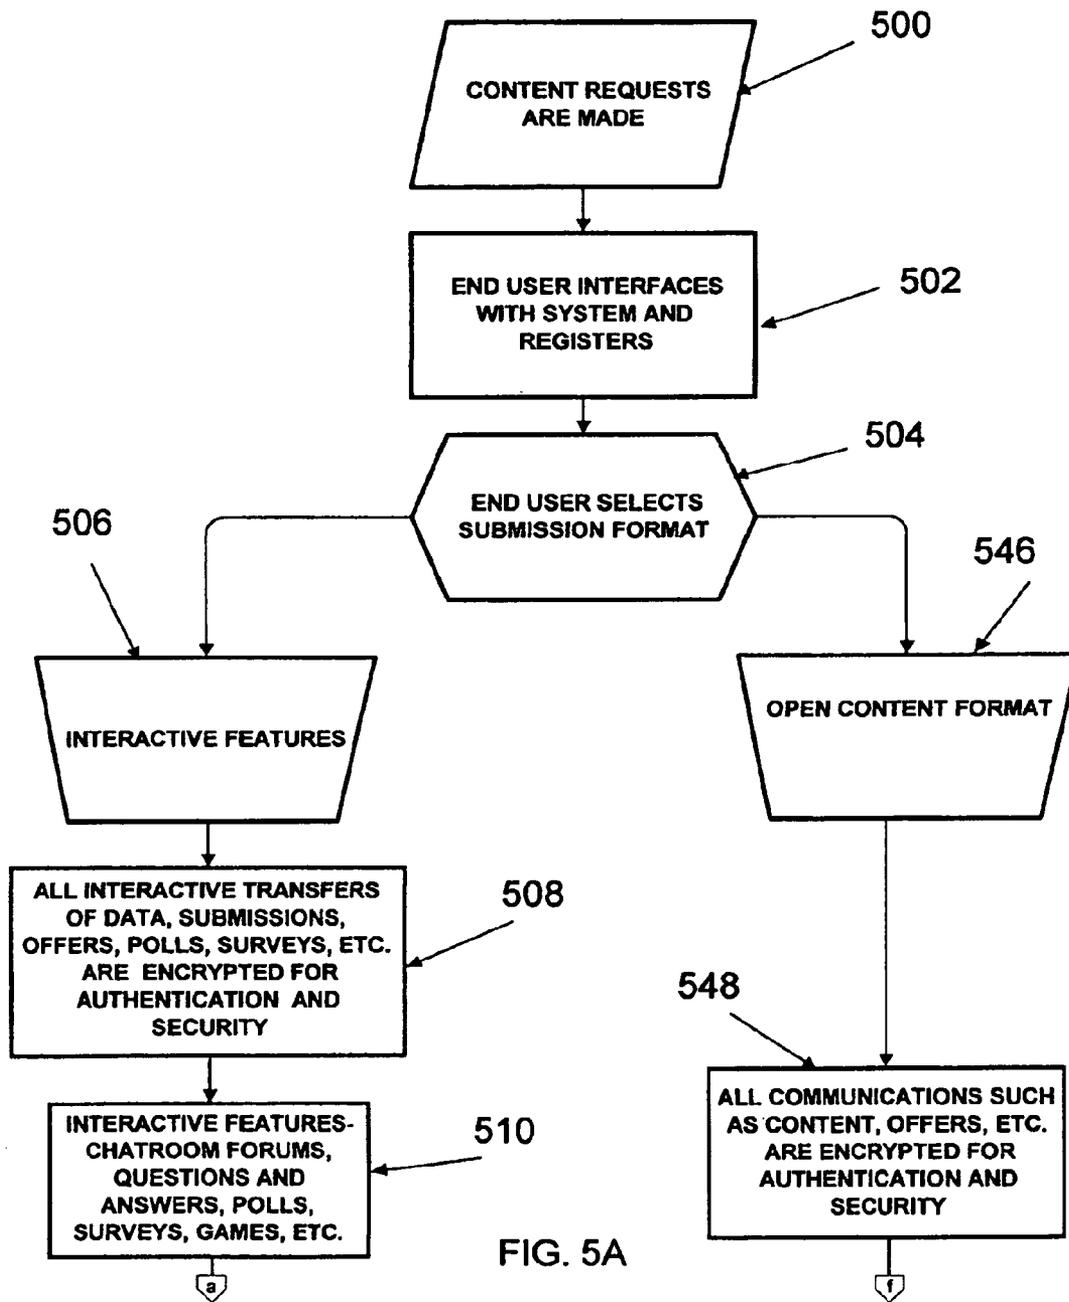 500
CONTENT REQUESTS
ARE MADE
502
END USER INTERFACES
WITH SYSTEM AND
REGISTERS
504
END USER SELECTS
SUBMISSION FORMAT
506
546
INTERACTIVE FEATURES
OPEN CONTENT FORMAT
ALL INTERACTIVE TRANSFERS
OF DATA, SUBMISSIONS,
OFFERS, POLLS, SURVEYS, ETC.
ARE ENCRYPTED FOR
AUTHENTICATION AND
SECURITY
508
548
INTERACTIVE FEATURES-
CHATROOM FORUMS,
QUESTIONS AND
ANSWERS, POLLS,
SURVEYS, GAMES, ETC.
510
ALL COMMUNICATIONS SUCH
AS CONTENT, OFFERS, ETC.
ARE ENCRYPTED FOR
AUTHENTICATION AND
SECURITY
FIG. 5A
a
f